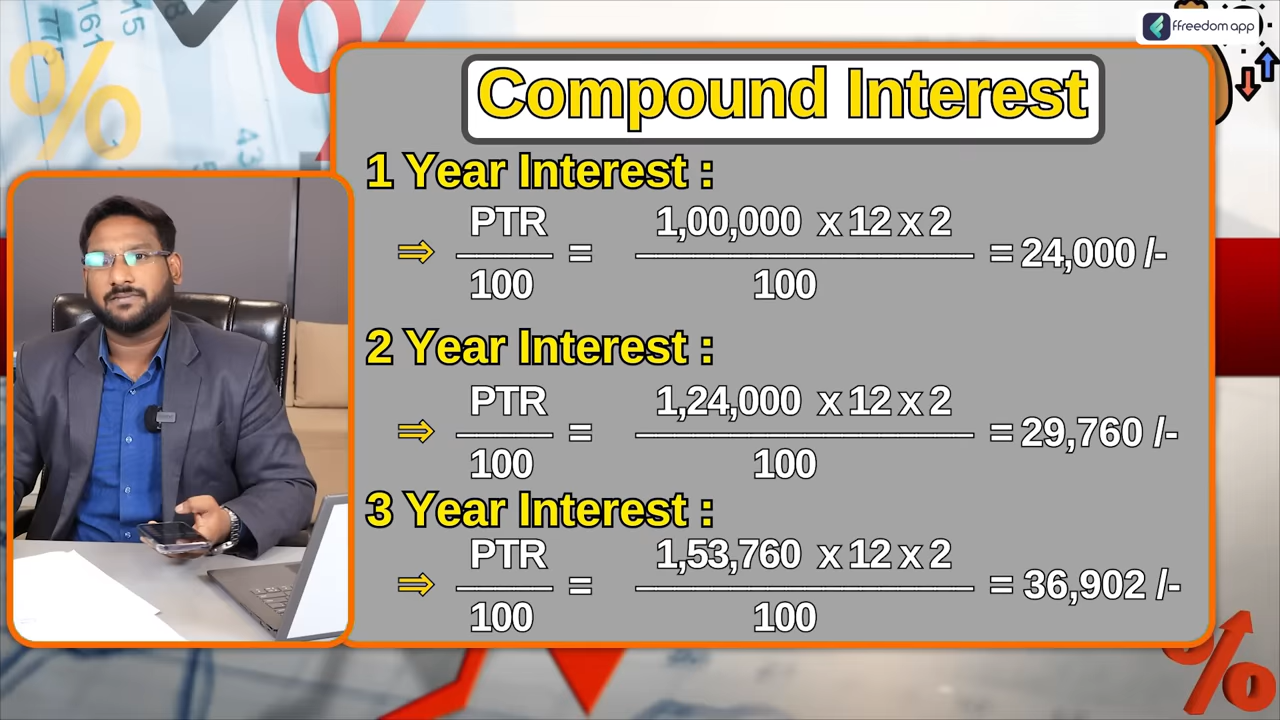 ffreedom app
Compound Interest
1 Year Interest :
⇒ PTR/100 = 1,00,000 x 12 x 2/100 = 24,000 /-
2 Year Interest :
⇒ PTR/100 = 1,24,000 x 12 x 2/100 = 29,760 /-
3 Year Interest :
⇒ PTR/100 = 1,53,760 x 12 x 2/100 = 36,902 /-